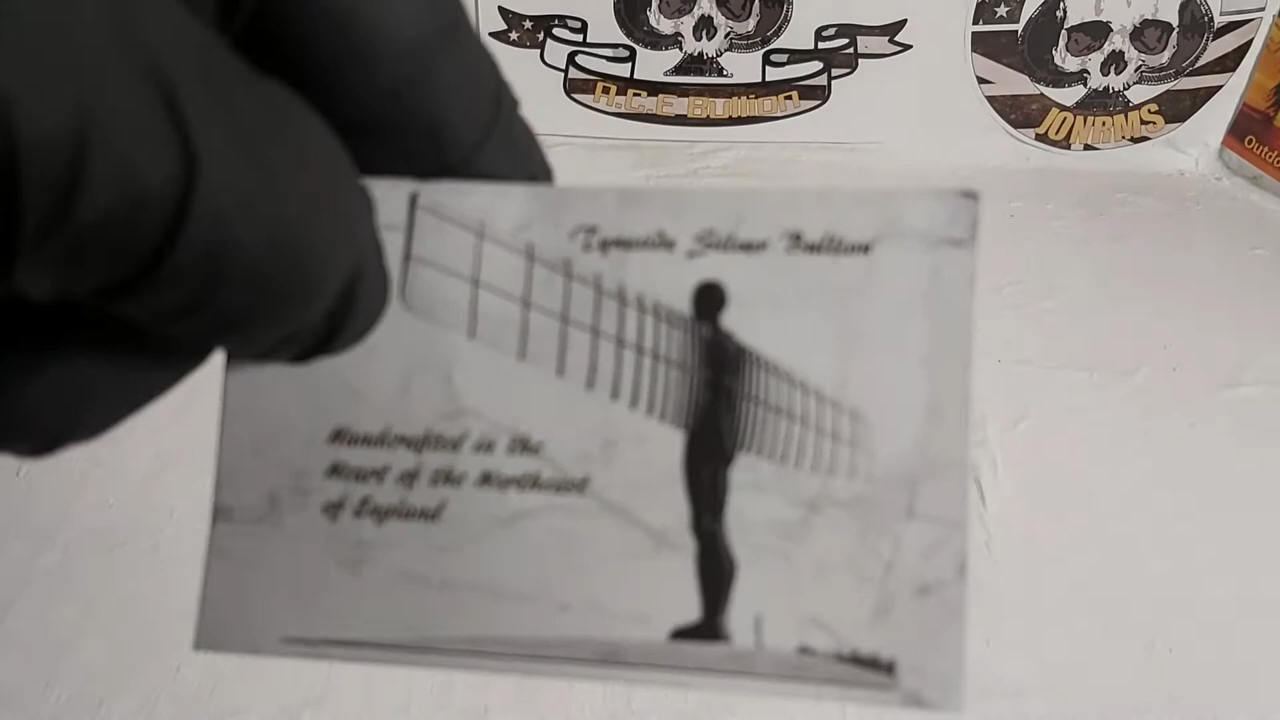 A.C.E Bullion
JONRMS
Outdo
Tyneside Silver Bullion
Handcrafted in the
Heart of the Northeast
of England